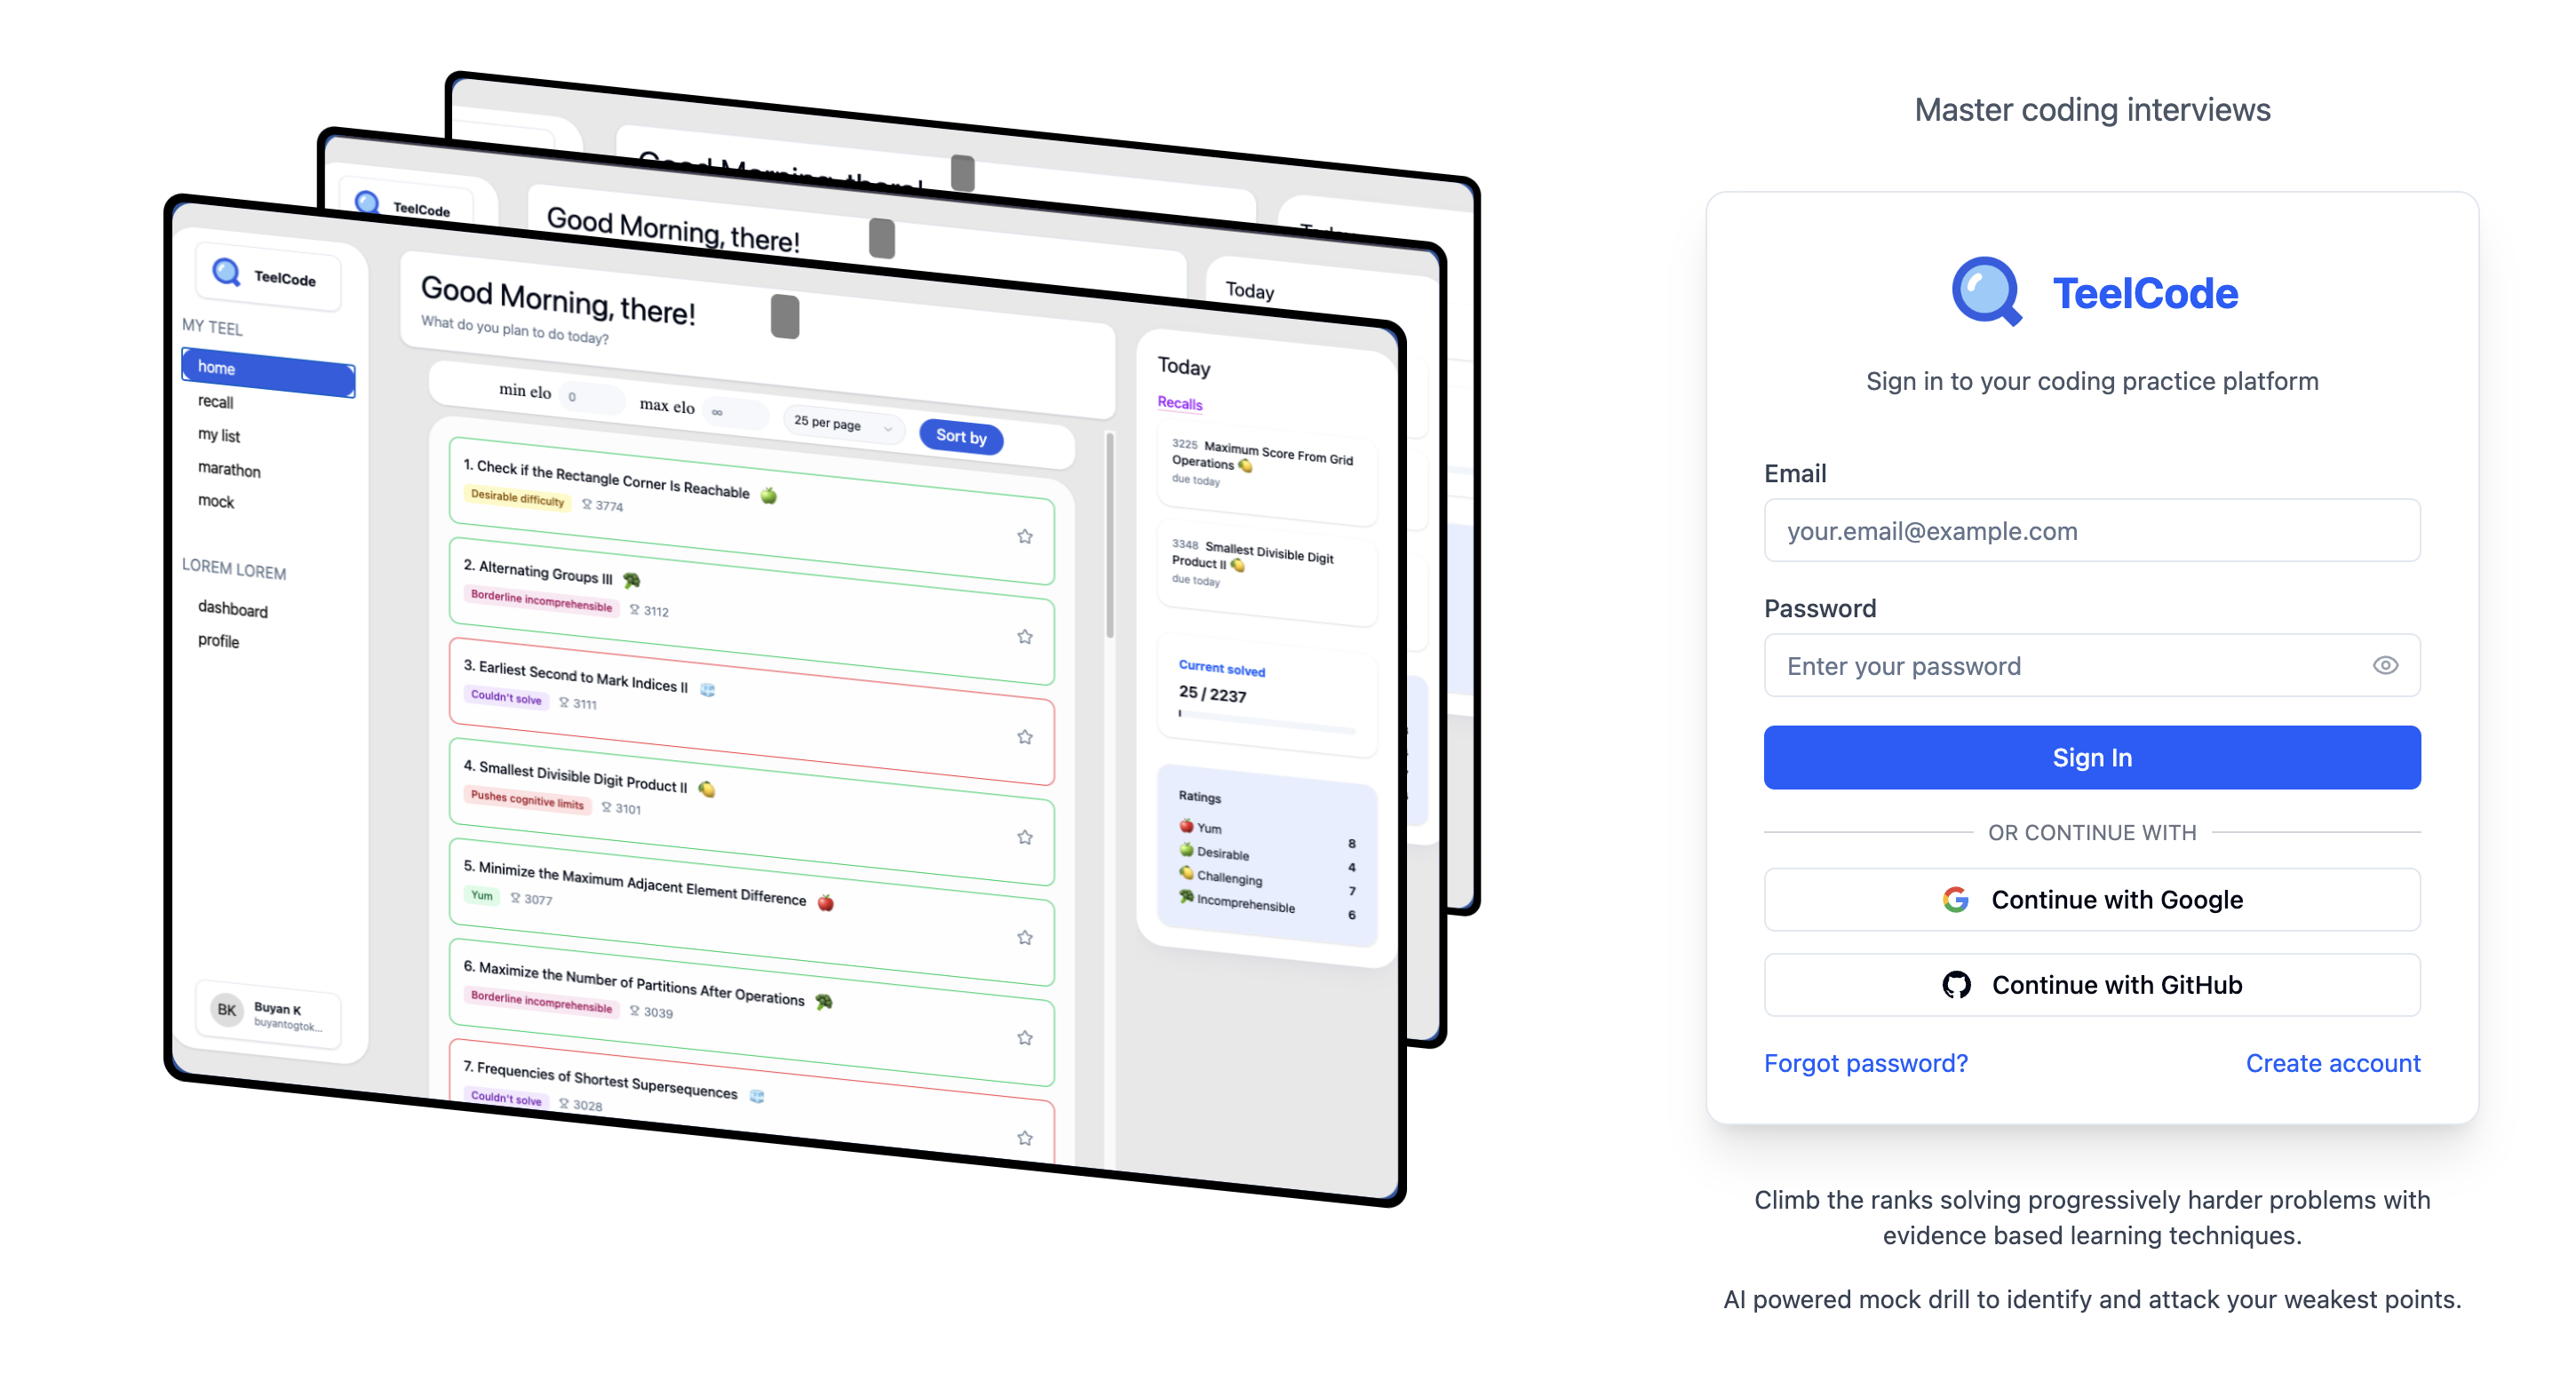 Good Morning, there!
Today
TeelCode
Good Morning, there!
Today
TeelCode
MY TEEL
home
recall
my list
marathon
mock
LOREM LOREM
dashboard
profile
BK
Buyan K
buyantogtok...
Good Morning, there!
What do you plan to do today?
min elo 0 max elo ∞ 25 per page Sort by
1. Check if the Rectangle Corner Is Reachable 🍏
Desirable difficulty 3774
2. Alternating Groups III 🥦
Borderline incomprehensible 3112
3. Earliest Second to Mark Indices II 🧊
Couldn't solve 3111
4. Smallest Divisible Digit Product II 🍋
Pushes cognitive limits 3101
5. Minimize the Maximum Adjacent Element Difference 🍎
Yum 3077
6. Maximize the Number of Partitions After Operations 🥦
Borderline incomprehensible 3039
7. Frequencies of Shortest Supersequences 🧊
Couldn't solve 3028
Today
Recalls
3225 Maximum Score From Grid
Operations 🍋
due today
3348 Smallest Divisible Digit
Product II 🍋
due today
Current solved
25 / 2237
Ratings
🍎 Yum 8
🍏 Desirable 4
🍋 Challenging 7
🥦 Incomprehensible 6
Master coding interviews
TeelCode
Sign in to your coding practice platform
Email
your.email@example.com
Password
Enter your password
Sign In
OR CONTINUE WITH
Continue with Google
Continue with GitHub
Forgot password?
Create account
Climb the ranks solving progressively harder problems with
evidence based learning techniques.
AI powered mock drill to identify and attack your weakest points.